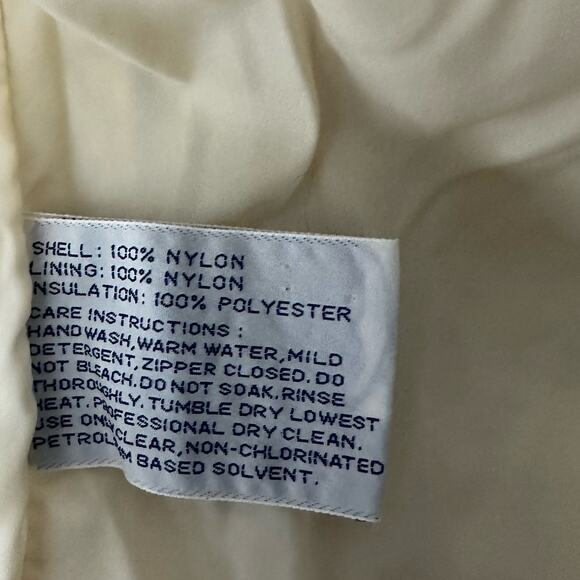 SHELL: 100% NYLON
LINING: 100% NYLON
INSULATION: 100% POLYESTER
CARE INSTRUCTIONS:
HAND WASH, WARM WATER, MILD
DETERGENT, ZIPPER CLOSED. DO
NOT BLEACH. DO NOT SOAK. RINSE
THOROUGHLY. TUMBLE DRY LOWEST
HEAT. PROFESSIONAL DRY CLEAN.
USE ONLY CLEAR, NON-CHLORINATED
PETROLEUM BASED SOLVENT.